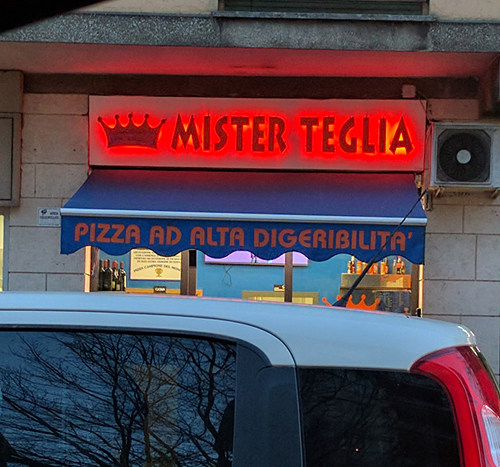 MISTER TEGLIA
PIZZA AD ALTA DIGERIBILITA'